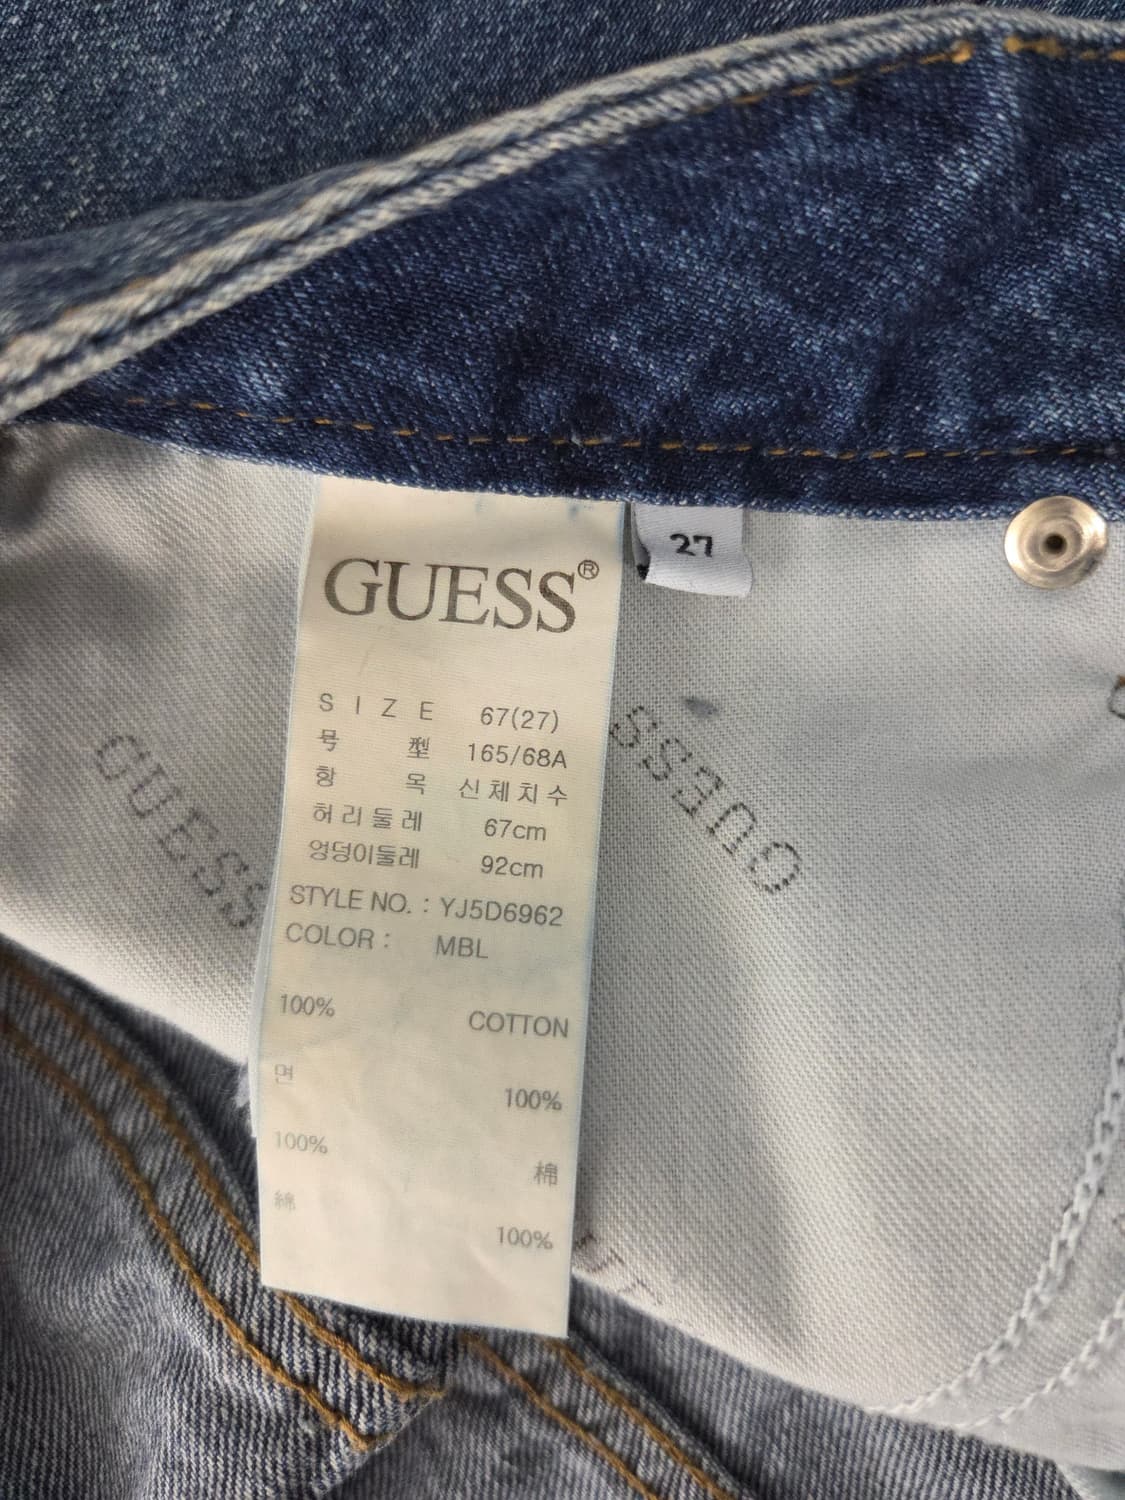 GUESS®
27
SIZE 67(27)
号型 165/68A
항목 신체치수
허리둘레 67cm
엉덩이둘레 92cm
STYLE NO. : YJ5D6962
COLOR : MBL
100% COTTON
면 100%
100% 棉
綿 100%
GUESS
GUESS